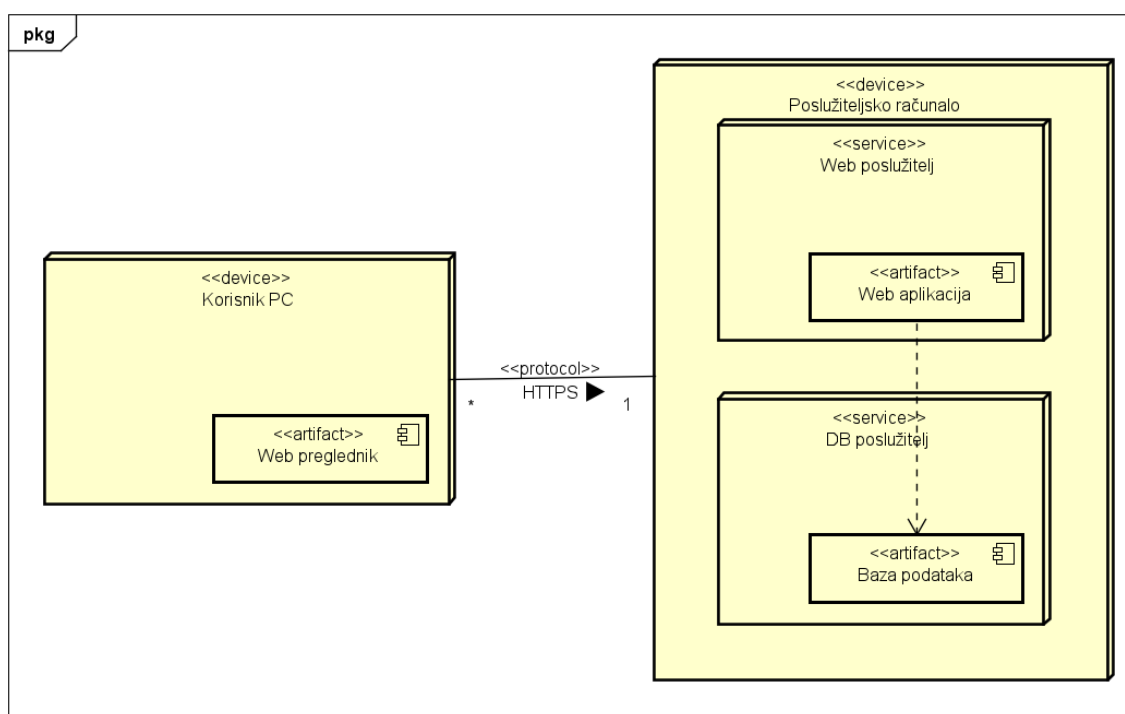 pkg
<<device>>
Korisnik PC
<<artifact>>
Web preglednik
<<protocol>>
HTTPS
*
1
<<device>>
Poslužiteljsko računalo
<<service>>
Web poslužitelj
<<artifact>>
Web aplikacija
<<service>>
DB poslužitelj
<<artifact>>
Baza podataka